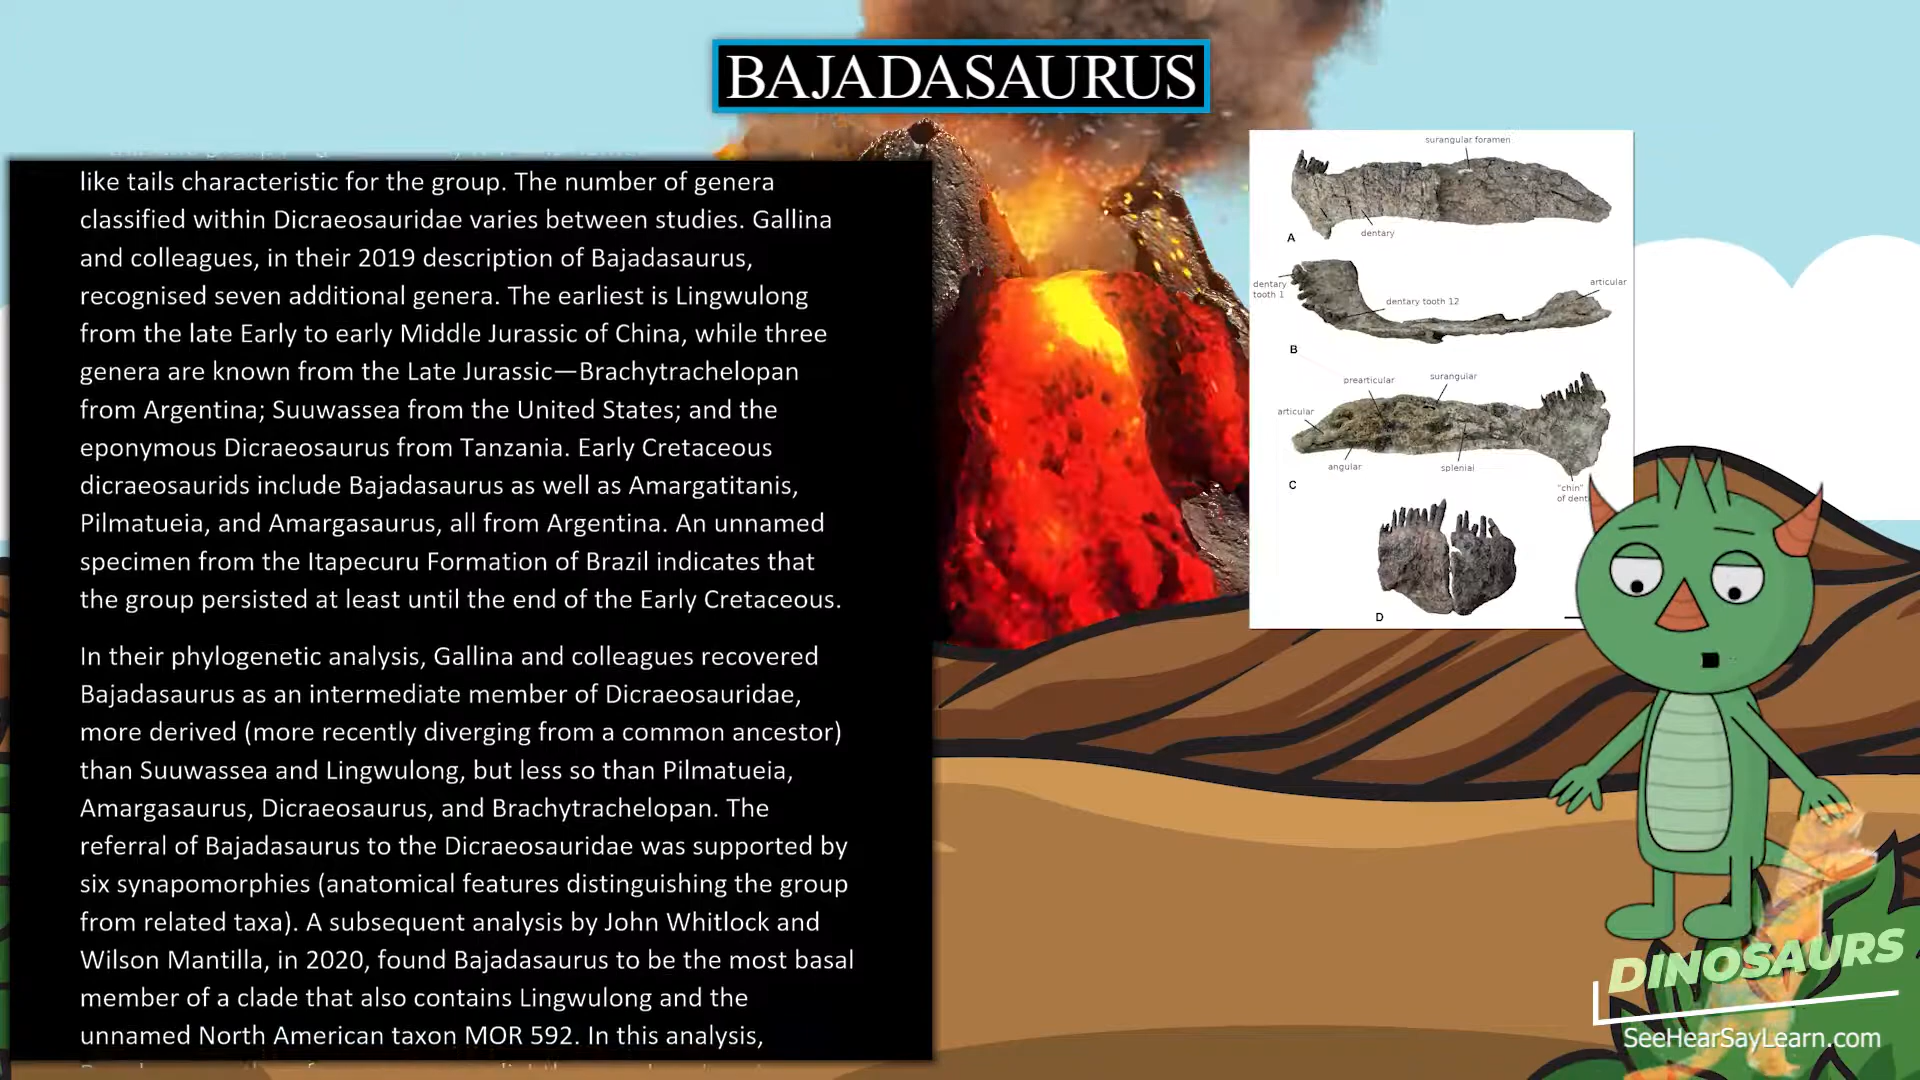 BAJADASAURUS
like tails characteristic for the group. The number of genera
classified within Dicraeosauridae varies between studies. Gallina
and colleagues, in their 2019 description of Bajadasaurus,
recognised seven additional genera. The earliest is Lingwulong
from the late Early to early Middle Jurassic of China, while three
genera are known from the Late Jurassic—Brachytrachelopan
from Argentina; Suuwassea from the United States; and the
eponymous Dicraeosaurus from Tanzania. Early Cretaceous
dicraeosaurids include Bajadasaurus as well as Amargatitanis,
Pilmatueia, and Amargasaurus, all from Argentina. An unnamed
specimen from the Itapecuru Formation of Brazil indicates that
the group persisted at least until the end of the Early Cretaceous.
In their phylogenetic analysis, Gallina and colleagues recovered
Bajadasaurus as an intermediate member of Dicraeosauridae,
more derived (more recently diverging from a common ancestor)
than Suuwassea and Lingwulong, but less so than Pilmatueia,
Amargasaurus, Dicraeosaurus, and Brachytrachelopan. The
referral of Bajadasaurus to the Dicraeosauridae was supported by
six synapomorphies (anatomical features distinguishing the group
from related taxa). A subsequent analysis by John Whitlock and
Wilson Mantilla, in 2020, found Bajadasaurus to be the most basal
member of a clade that also contains Lingwulong and the
unnamed North American taxon MOR 592. In this analysis,
surangular foramen
dentary
A
dentary
tooth 1
dentary tooth 12
articular
B
prearticular
surangular
articular
angular
splenial
"chin"
of dent
C
D
DINOSAURS
SeeHearSayLearn.com